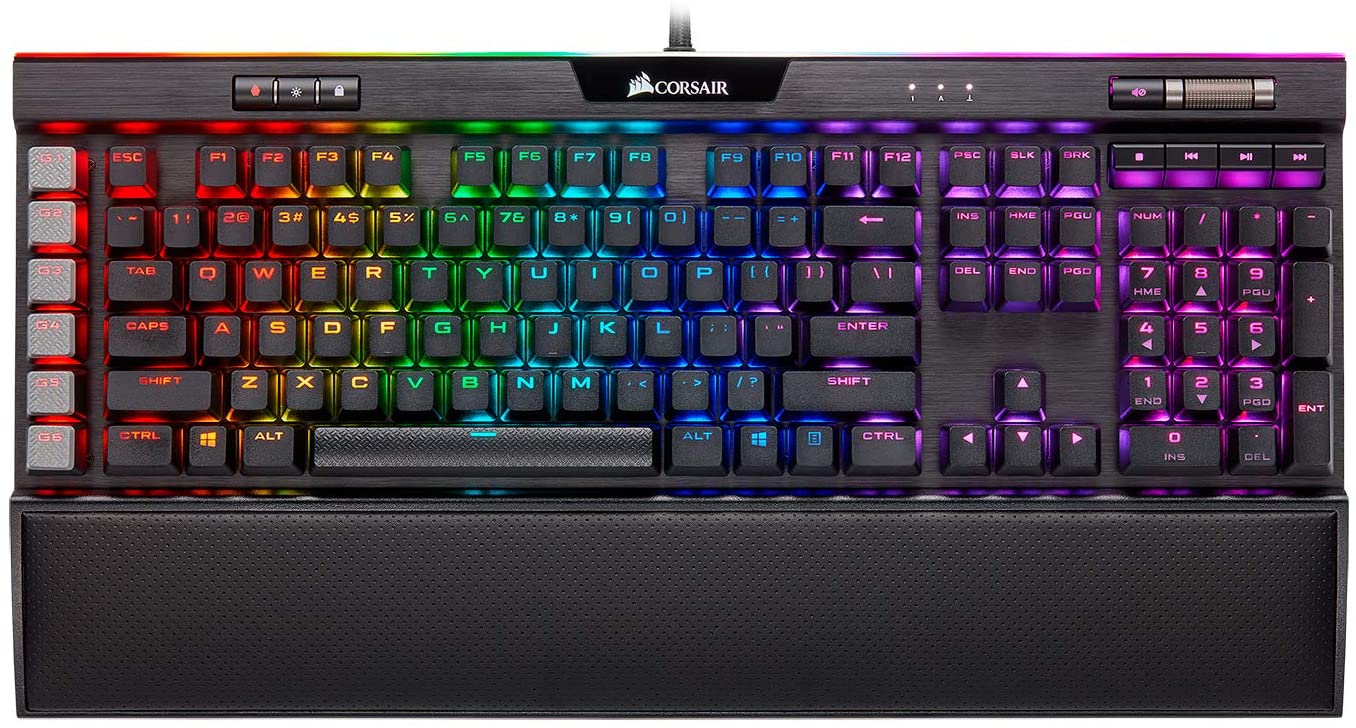 CORSAIR
1 A ⤓
G1 ESC F1 F2 F3 F4 F5 F6 F7 F8 F9 F10 F11 F12 PSC SLK BRK
G2 ` ~ 1! 2@ 3# 4$ 5% 6^ 7& 8* 9( 0) -_ =+ ← INS HME PGU NUM / * -
G3 TAB Q W E R T Y U I O P [{ ]} \| DEL END PGD 7 HME 8 ▲ 9 PGU +
G4 CAPS A S D F G H J K L ;: '" ENTER 4 ◀ 5 6 ▶
G5 SHIFT Z X C V B N M ,< .> /? SHIFT ▲ 1 END 2 ▼ 3 PGD ENT
G6 CTRL ALT ALT CTRL ◀ ▼ ▶ 0 INS . DEL